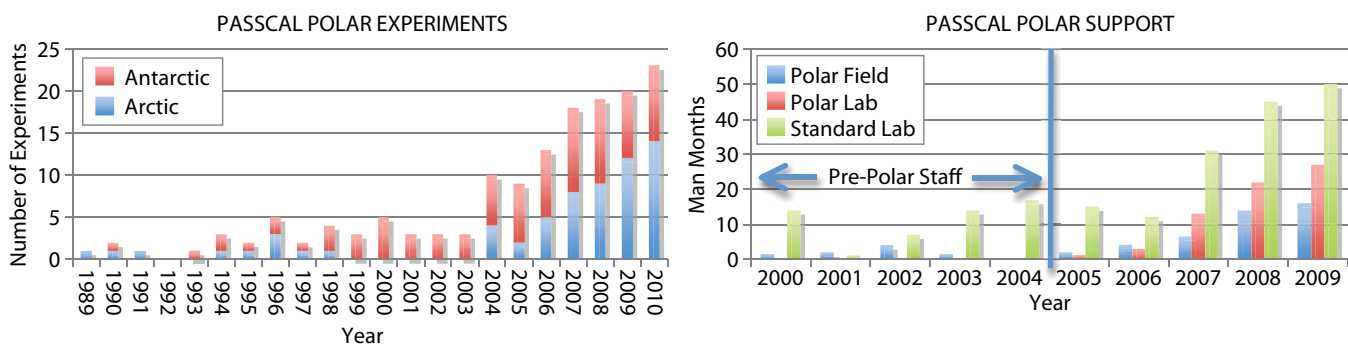 PASSCAL POLAR EXPERIMENTS
Number of Experiments
25
20
15
10
5
0
Antarctic
Arctic
1989 1990 1991 1992 1993 1994 1995 1996 1997 1998 1999 2000 2001 2002 2003 2004 2005 2006 2007 2008 2009 2010
Year
PASSCAL POLAR SUPPORT
Man Months
60
50
40
30
20
10
0
Polar Field
Polar Lab
Standard Lab
Pre-Polar Staff
2000 2001 2002 2003 2004 2005 2006 2007 2008 2009
Year